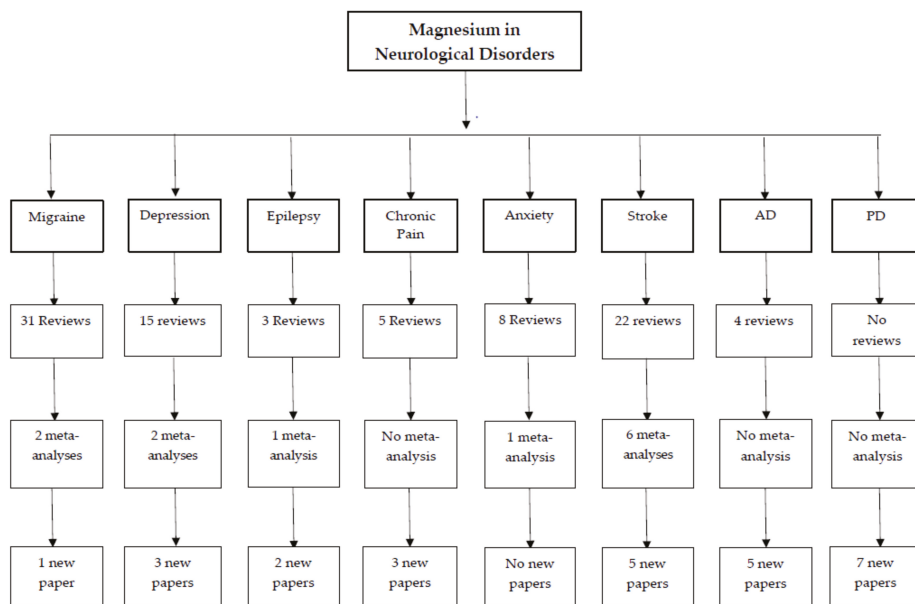 Magnesium in
Neurological Disorders
Migraine
Depression
Epilepsy
Chronic
Pain
Anxiety
Stroke
AD
PD
31 Reviews
15 reviews
3 Reviews
5 Reviews
8 Reviews
22 reviews
4 reviews
No
reviews
2 meta-
analyses
2 meta-
analyses
1 meta-
analysis
No meta-
analysis
1 meta-
analysis
6 meta-
analyses
No meta-
analysis
No meta-
analysis
1 new
paper
3 new
papers
2 new
papers
3 new
papers
No new
papers
5 new
papers
5 new
papers
7 new
papers